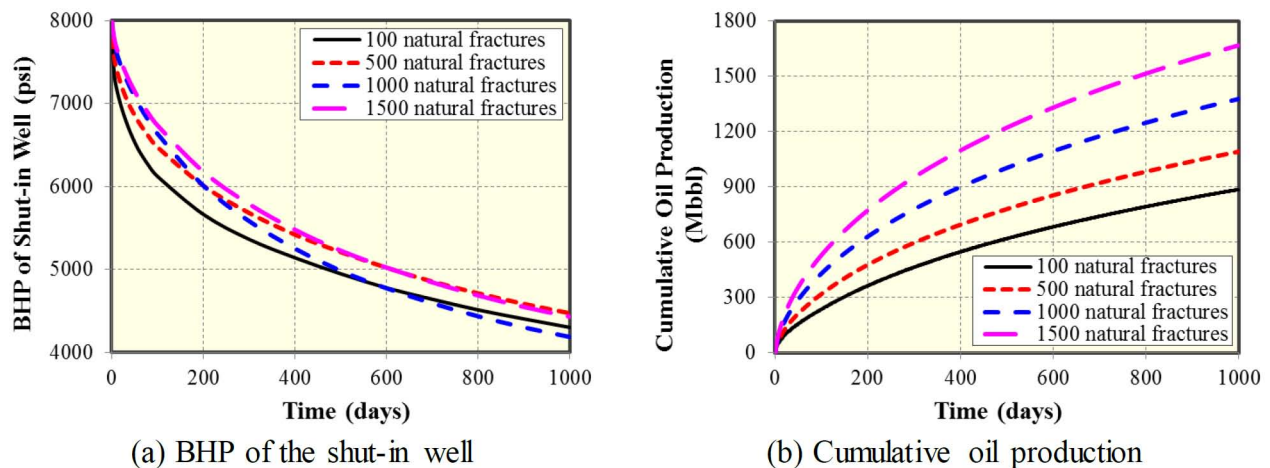 8000
7000
6000
5000
4000
BHP of Shut-in Well (psi)
100 natural fractures
500 natural fractures
1000 natural fractures
1500 natural fractures
0
200
400
600
800
1000
Time (days)
(a) BHP of the shut-in well
1800
1500
1200
900
600
300
0
Cumulative Oil Production
(Mbbl)
100 natural fractures
500 natural fractures
1000 natural fractures
1500 natural fractures
0
200
400
600
800
1000
Time (days)
(b) Cumulative oil production